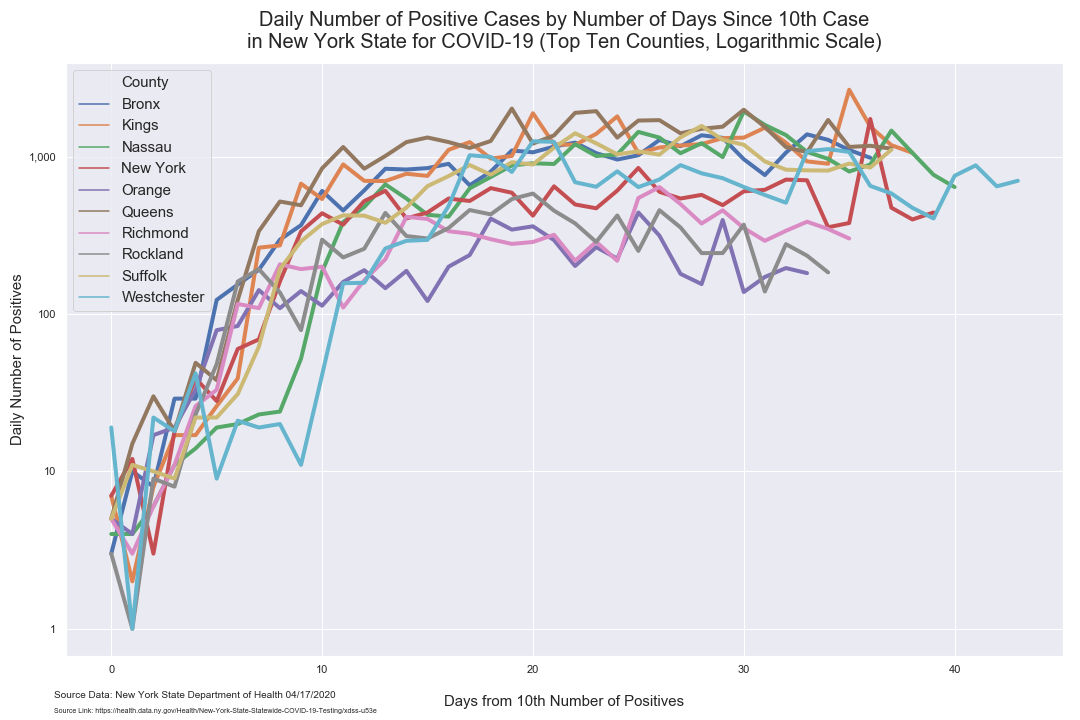 Daily Number of Positive Cases by Number of Days Since 10th Case
in New York State for COVID-19 (Top Ten Counties, Logarithmic Scale)
County
Bronx
Kings
Nassau
New York
Orange
Queens
Richmond
Rockland
Suffolk
Westchester
Daily Number of Positives
1,000
100
10
1
0
10
20
30
40
Days from 10th Number of Positives
Source Data: New York State Department of Health 04/17/2020
Source Link: https://health.data.ny.gov/Health/New-York-State-Statewide-COVID-19-Testing/xdss-u53e